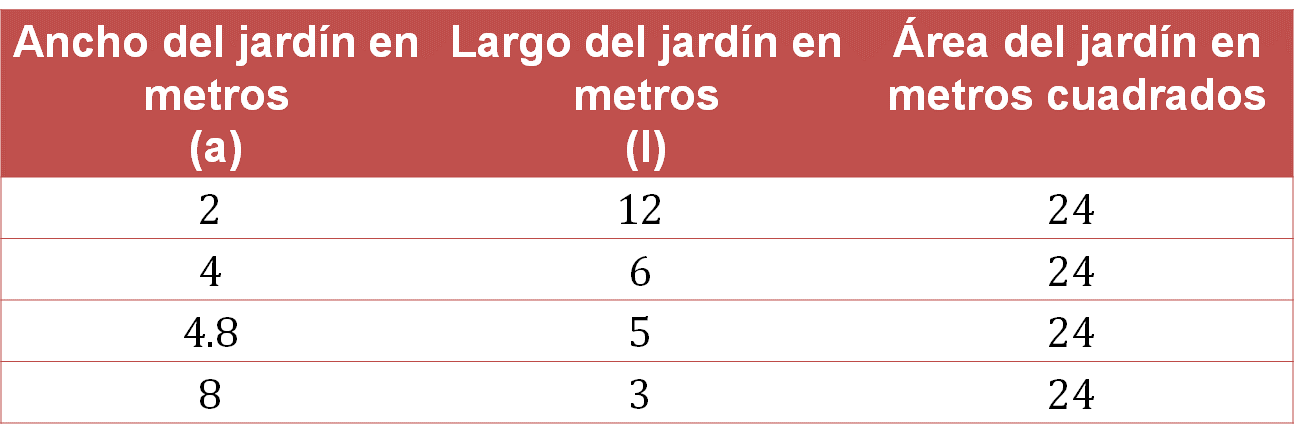 Ancho del jardín en metros (a) Largo del jardín en metros (l) Área del jardín en metros cuadrados
2 12 24
4 6 24
4.8 5 24
8 3 24